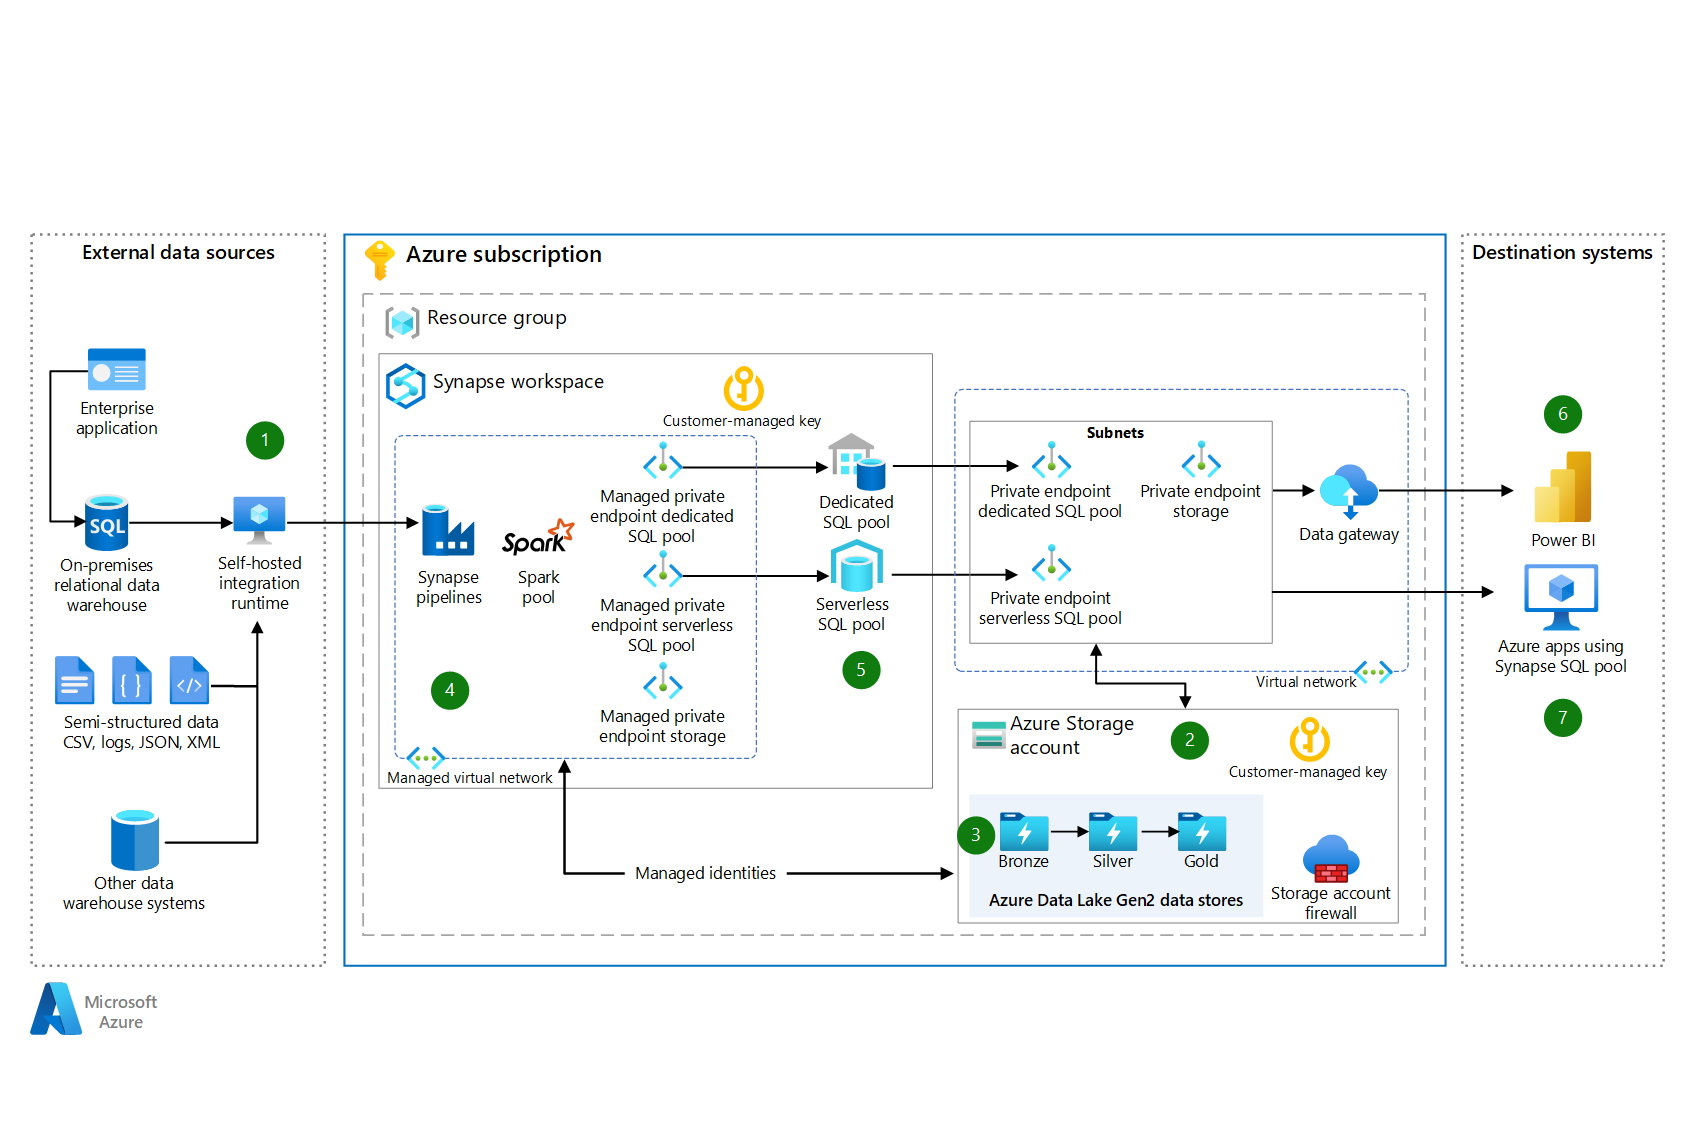 External data sources
Enterprise
application
1
SQL
On-premises
relational data
warehouse
Self-hosted
integration
runtime
Semi-structured data
CSV, logs, JSON, XML
Other data
warehouse systems
Azure subscription
Resource group
Synapse workspace
Customer-managed key
Synapse
pipelines
Spark
Spark
pool
Managed private
endpoint dedicated
SQL pool
Managed private
endpoint serverless
SQL pool
Managed private
endpoint storage
4
Managed virtual network
Dedicated
SQL pool
Serverless
SQL pool
5
Subnets
Private endpoint
dedicated SQL pool
Private endpoint
storage
Private endpoint
serverless SQL pool
Data gateway
Virtual network
Azure Storage
account
2
Customer-managed key
3
Bronze
Silver
Gold
Azure Data Lake Gen2 data stores
Storage account
firewall
Managed identities
Destination systems
6
Power BI
Azure apps using
Synapse SQL pool
7
Microsoft
Azure